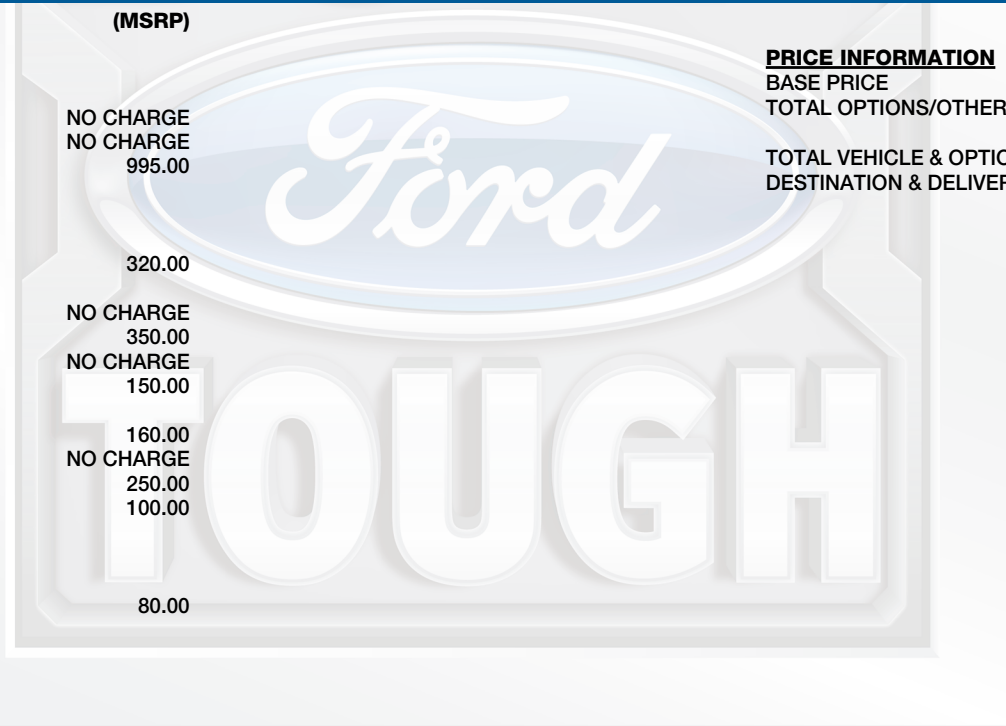 (MSRP)
NO CHARGE
NO CHARGE
995.00
320.00
NO CHARGE
350.00
NO CHARGE
150.00
160.00
NO CHARGE
250.00
100.00
80.00
PRICE INFORMATION
BASE PRICE
TOTAL OPTIONS/OTHER
TOTAL VEHICLE & OPTIO
DESTINATION & DELIVER
Ford
TOUGH